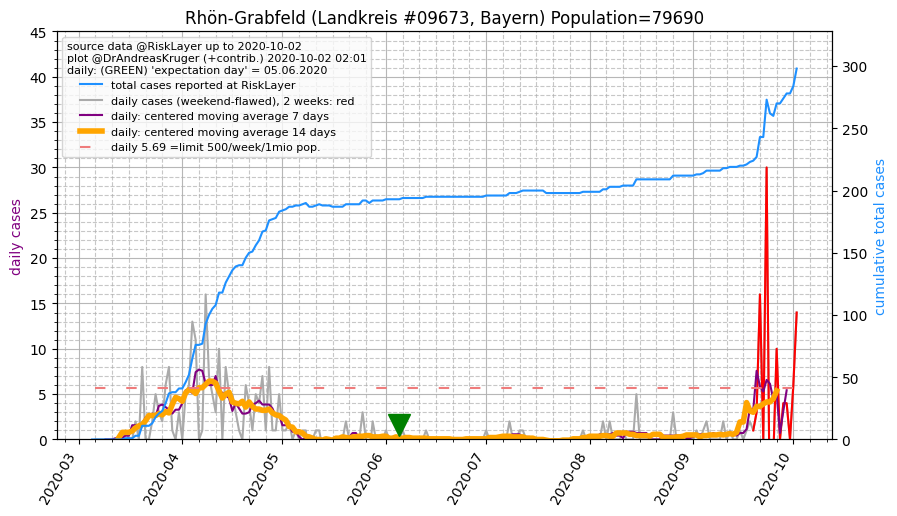 Rhön-Grabfeld (Landkreis #09673, Bayern) Population=79690
source data @RiskLayer up to 2020-10-02
plot @DrAndreasKruger (+contrib.) 2020-10-02 02:01
daily: (GREEN) 'expectation day' = 05.06.2020
total cases reported at RiskLayer
daily cases (weekend-flawed), 2 weeks: red
daily: centered moving average 7 days
daily: centered moving average 14 days
daily 5.69 =limit 500/week/1mio pop.
daily cases
45
40
35
30
25
20
15
10
5
0
300
250
200
150
100
50
0
cumulative total cases
2020-03
2020-04
2020-05
2020-06
2020-07
2020-08
2020-09
2020-10